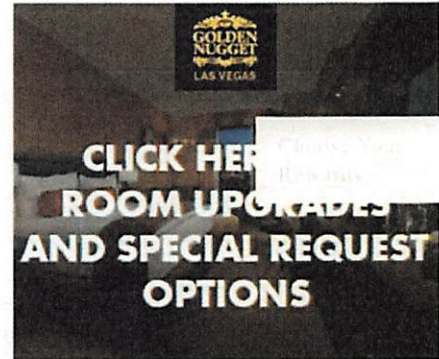 GOLDEN
NUGGET
LAS VEGAS
Choose Your
Rewards
CLICK HER
ROOM UPGRADES
AND SPECIAL REQUEST
OPTIONS